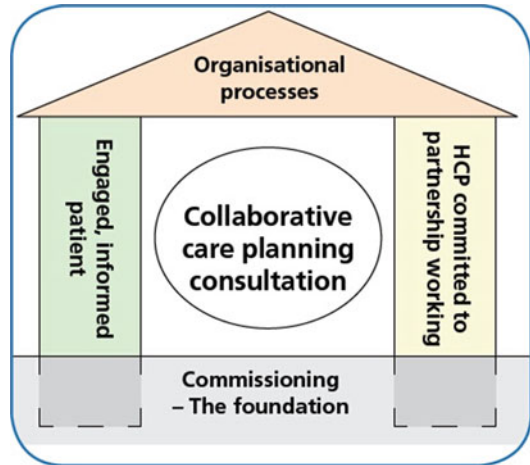 Organisational
processes
Engaged, informed
patient
Collaborative
care planning
consultation
HCP committed to
partnership working
Commissioning
– The foundation